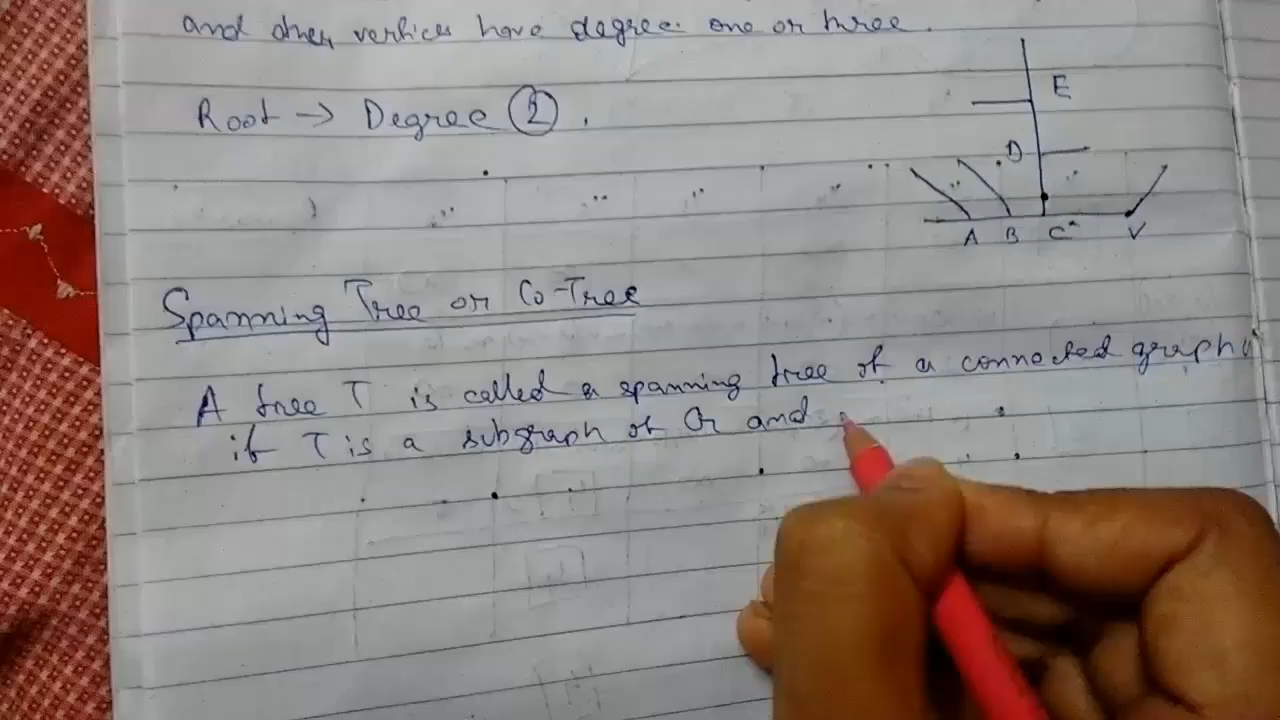 and other vertices have degree one or three.
Root → Degree 2.
E
D
A B C V
Spanning Tree or Co-Tree
A tree T is called a spanning tree of a connected graph
if T is a subgraph of G and